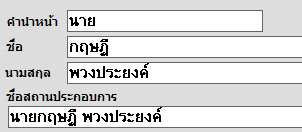 คำนำหน้า นาย
ชื่อ กฤษฎี
นามสกุล พวงประยงค์
ชื่อสถานประกอบการ
นายกฤษฎี พวงประยงค์